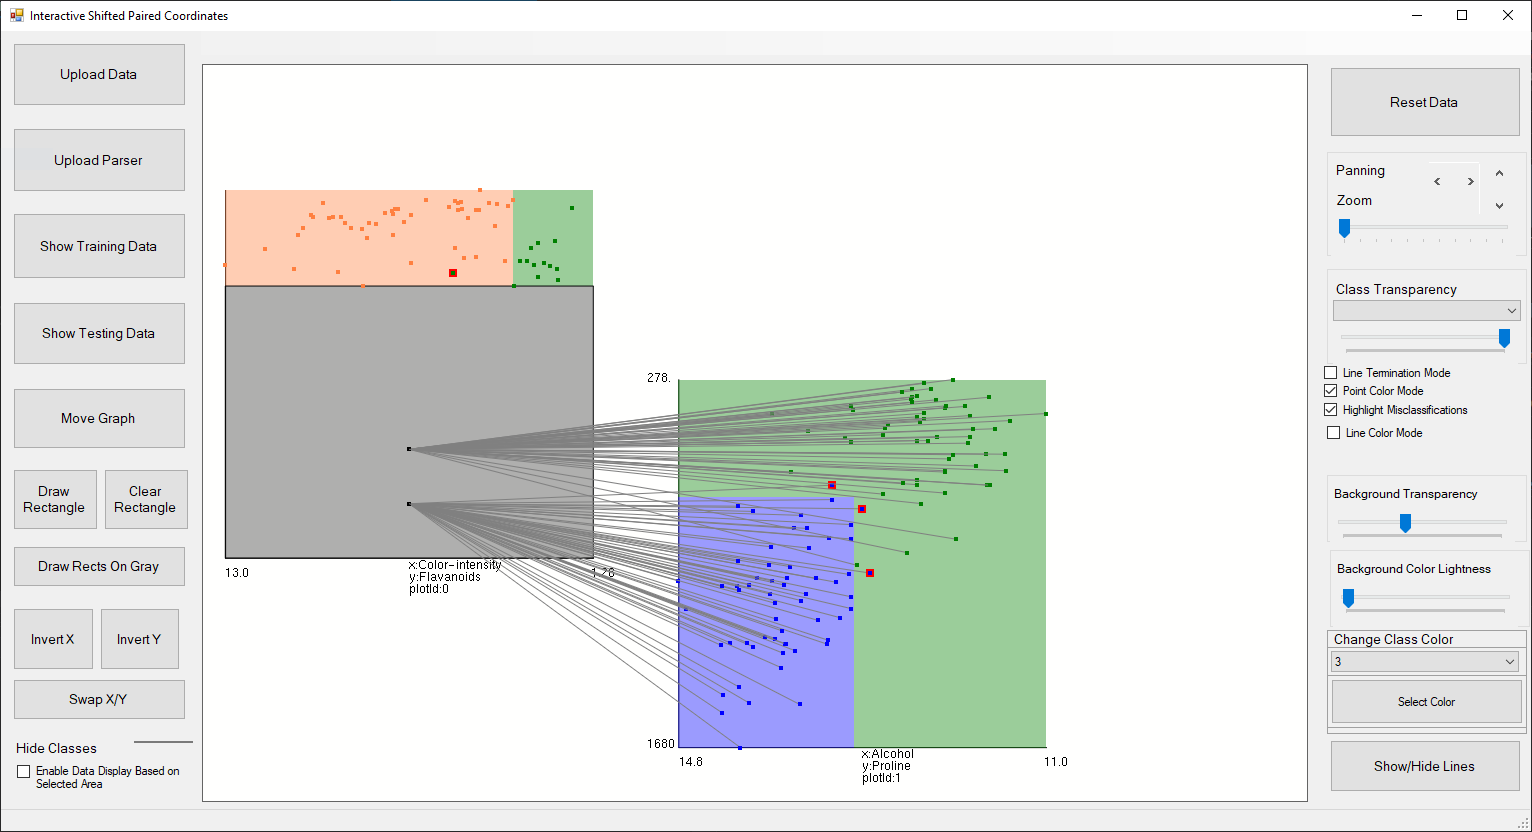 Interactive Shifted Paired Coordinates
Upload Data
Upload Parser
Show Training Data
Show Testing Data
Move Graph
Draw
Rectangle
Clear
Rectangle
Draw Rects On Gray
Invert X
Invert Y
Swap X/Y
Hide Classes
Enable Data Display Based on
Selected Area
13.0
1.28
x:Color-intensity
y:Flavanoids
plotId:0
278.
1680
14.8
11.0
x:Alcohol
y:Proline
plotId:1
Reset Data
Panning
Zoom
Class Transparency
Line Termination Mode
Point Color Mode
Highlight Misclassifications
Line Color Mode
Background Transparency
Background Color Lightness
Change Class Color
3
Select Color
Show/Hide Lines